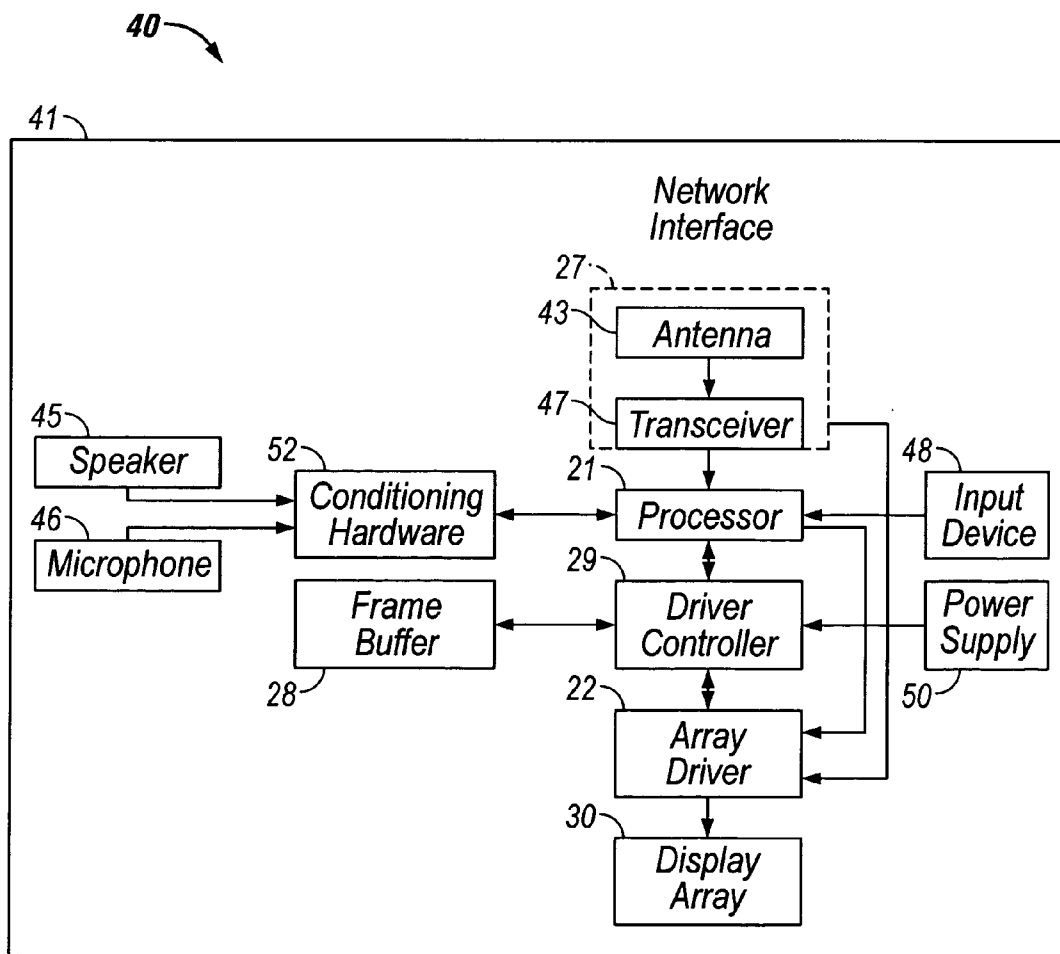 40
41
Network
Interface
27
43
Antenna
47
Transceiver
45
Speaker
52
Conditioning
Hardware
21
Processor
48
Input
Device
46
Microphone
29
Driver
Controller
Frame
Buffer
28
Power
Supply
50
22
Array
Driver
30
Display
Array